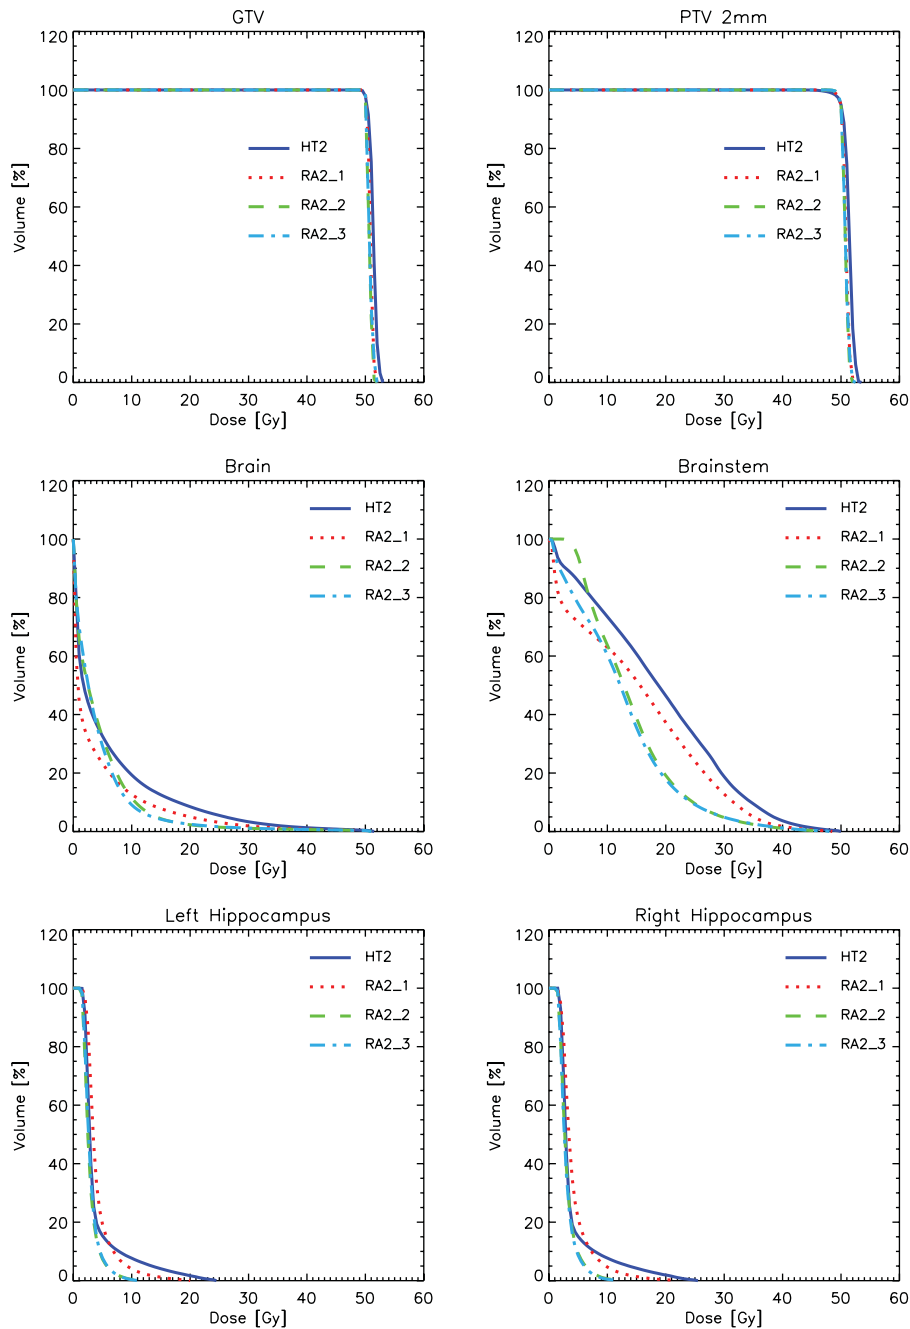 GTV
PTV 2mm
120
100
80
60
40
20
0
Volume [%]
HT2
RA2_1
RA2_2
RA2_3
0 10 20 30 40 50 60
Dose [Gy]
120
100
80
60
40
20
0
Volume [%]
HT2
RA2_1
RA2_2
RA2_3
0 10 20 30 40 50 60
Dose [Gy]
Brain
Brainstem
120
100
80
60
40
20
0
Volume [%]
HT2
RA2_1
RA2_2
RA2_3
0 10 20 30 40 50 60
Dose [Gy]
120
100
80
60
40
20
0
Volume [%]
HT2
RA2_1
RA2_2
RA2_3
0 10 20 30 40 50 60
Dose [Gy]
Left Hippocampus
Right Hippocampus
120
100
80
60
40
20
0
Volume [%]
HT2
RA2_1
RA2_2
RA2_3
0 10 20 30 40 50 60
Dose [Gy]
120
100
80
60
40
20
0
Volume [%]
HT2
RA2_1
RA2_2
RA2_3
0 10 20 30 40 50 60
Dose [Gy]